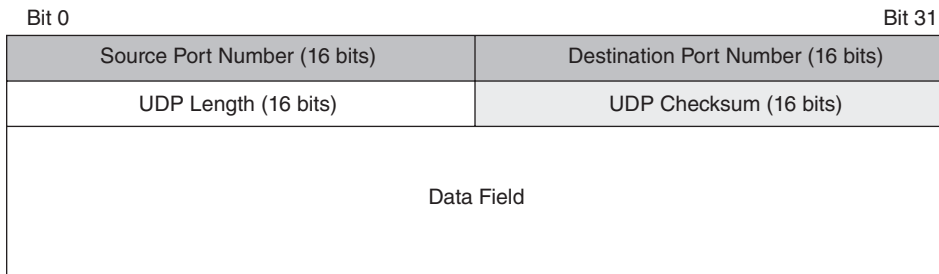 Bit 0 Bit 31
Source Port Number (16 bits) Destination Port Number (16 bits)
UDP Length (16 bits) UDP Checksum (16 bits)
Data Field